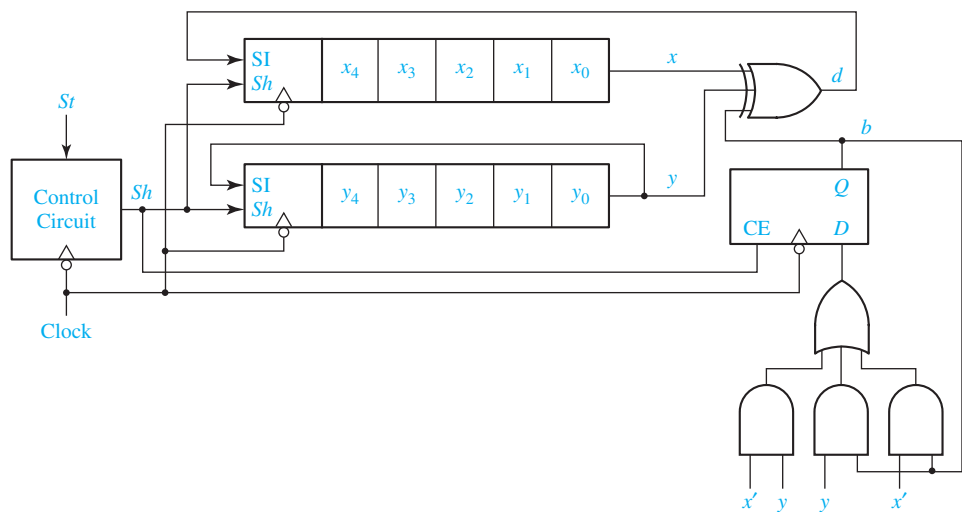 SI x₄ x₃ x₂ x₁ x₀ x d
Sh
St
b
Control
Circuit
Sh
SI y₄ y₃ y₂ y₁ y₀ y
Sh
Q
CE D
Clock
x′ y y x′